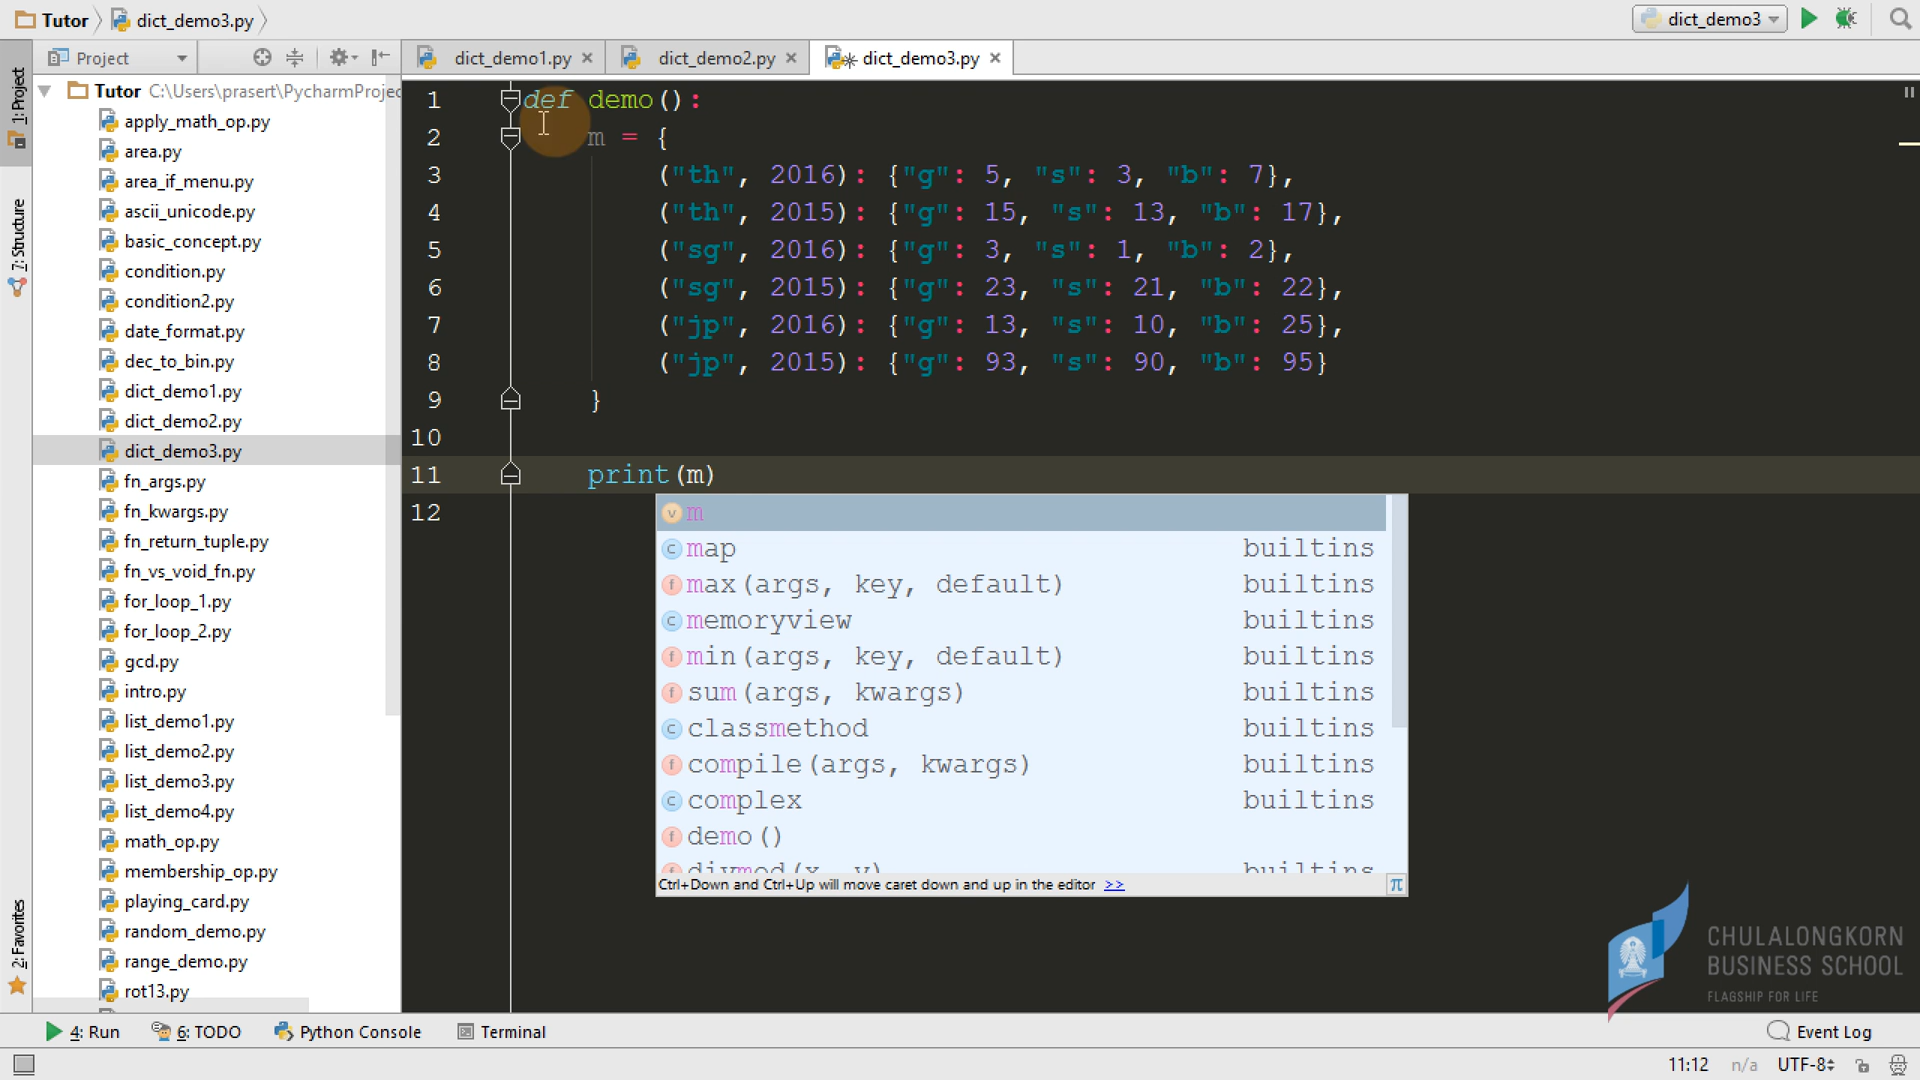 Tutor dict_demo3.py dict_demo3
Project dict_demo1.py dict_demo2.py dict_demo3.py
1: Project
7: Structure
2: Favorites
Tutor C:\Users\prasert\PycharmProjec
apply_math_op.py
area.py
area_if_menu.py
ascii_unicode.py
basic_concept.py
condition.py
condition2.py
date_format.py
dec_to_bin.py
dict_demo1.py
dict_demo2.py
dict_demo3.py
fn_args.py
fn_kwargs.py
fn_return_tuple.py
fn_vs_void_fn.py
for_loop_1.py
for_loop_2.py
gcd.py
intro.py
list_demo1.py
list_demo2.py
list_demo3.py
list_demo4.py
math_op.py
membership_op.py
playing_card.py
random_demo.py
range_demo.py
rot13.py
1 def demo():
2 m = {
3 ("th", 2016): {"g": 5, "s": 3, "b": 7},
4 ("th", 2015): {"g": 15, "s": 13, "b": 17},
5 ("sg", 2016): {"g": 3, "s": 1, "b": 2},
6 ("sg", 2015): {"g": 23, "s": 21, "b": 22},
7 ("jp", 2016): {"g": 13, "s": 10, "b": 25},
8 ("jp", 2015): {"g": 93, "s": 90, "b": 95}
9 }
10
11 print(m)
12
v m
c map builtins
f max(args, key, default) builtins
c memoryview builtins
f min(args, key, default) builtins
f sum(args, kwargs) builtins
c classmethod builtins
f compile(args, kwargs) builtins
c complex builtins
f demo()
f divmod(x, y) builtins
Ctrl+Down and Ctrl+Up will move caret down and up in the editor >> π
CHULALONGKORN
BUSINESS SCHOOL
FLAGSHIP FOR LIFE
4: Run 6: TODO Python Console Terminal Event Log
11:12 n/a UTF-8